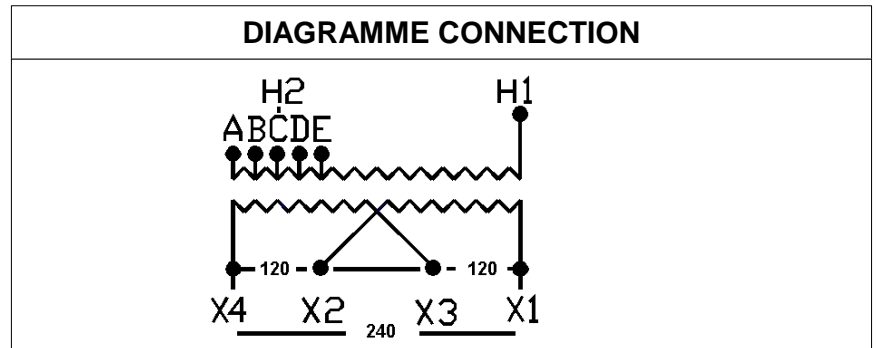 DIAGRAMME CONNECTION
H2 H1
ABCDE
120 120
X4 X2 X3 X1
240